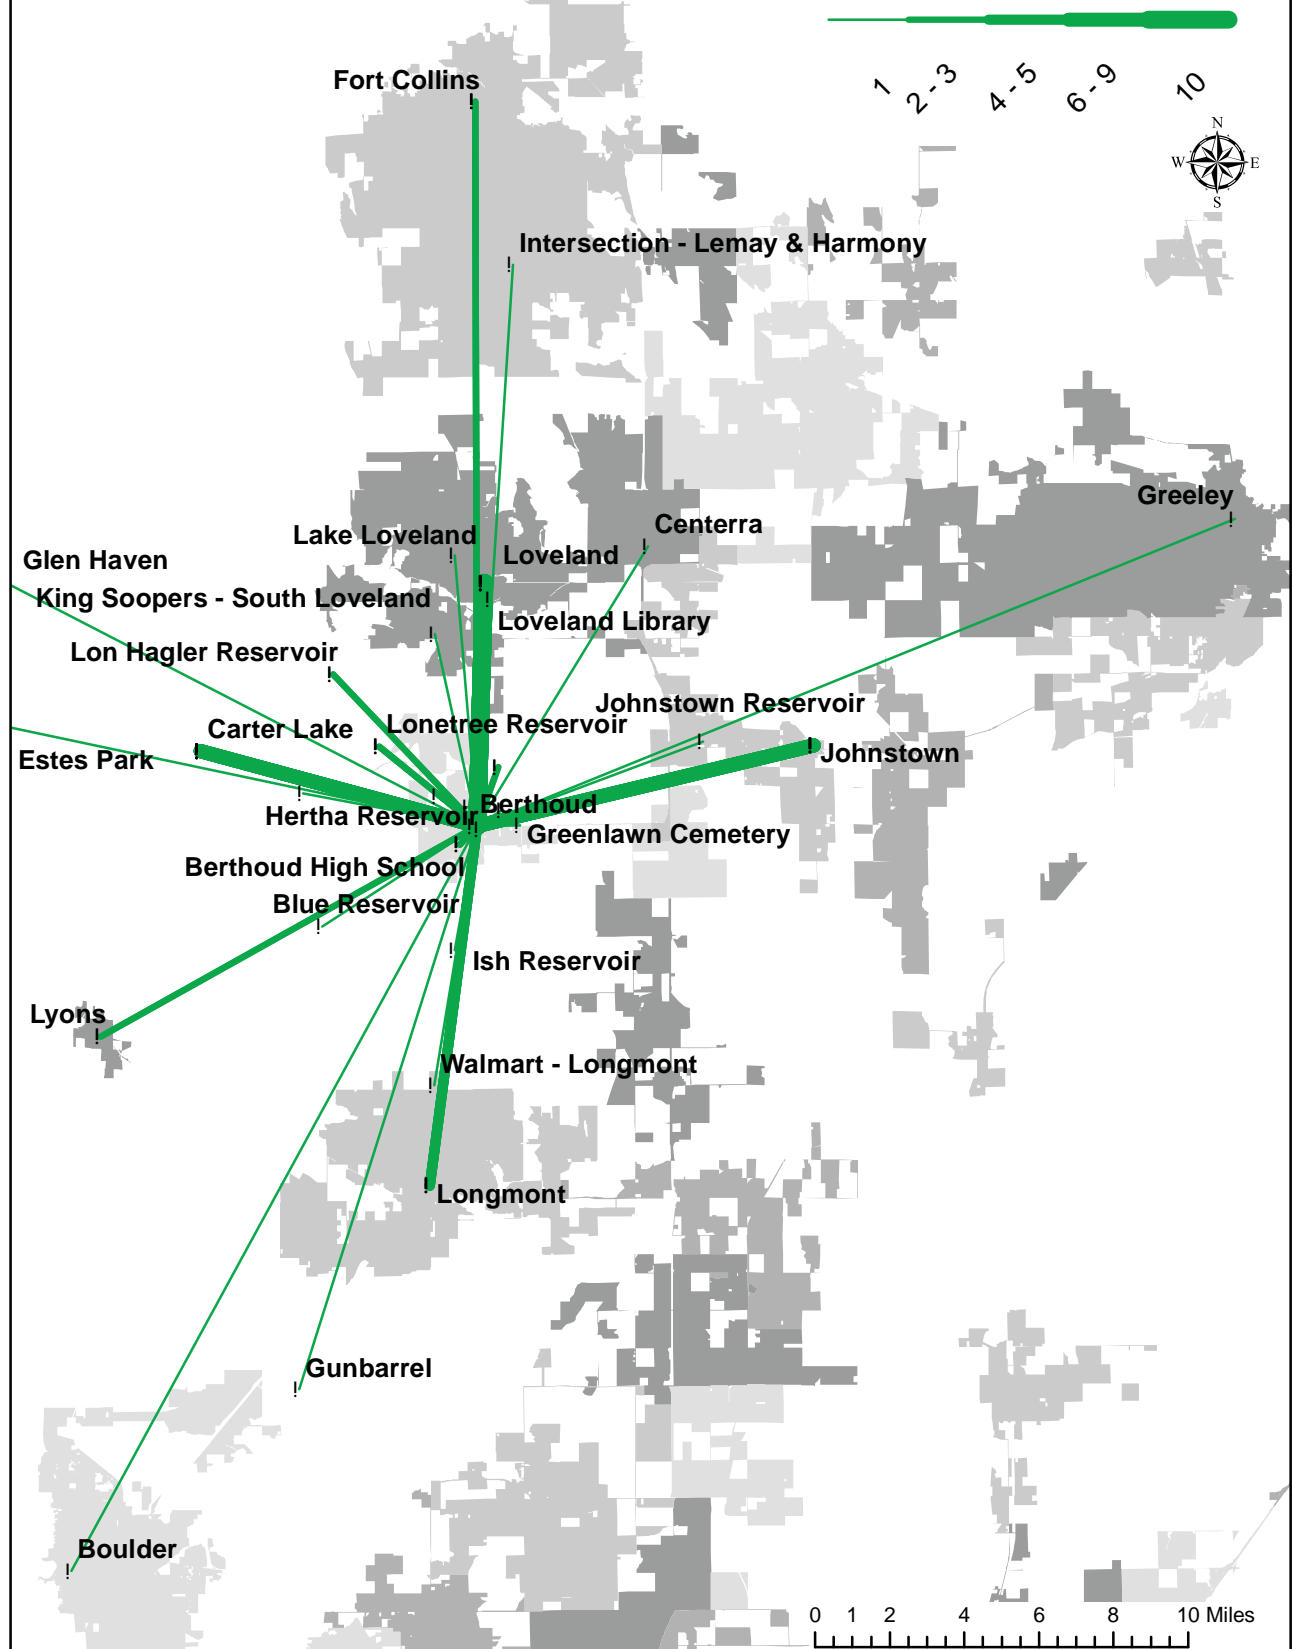 1
2 - 3
4 - 5
6 - 9
10
N
W E
S
Fort Collins
Intersection - Lemay & Harmony
Greeley
Centerra
Lake Loveland
Loveland
Glen Haven
King Soopers - South Loveland
Loveland Library
Lon Hagler Reservoir
Johnstown Reservoir
Lonetree Reservoir
Carter Lake
Johnstown
Estes Park
Berthoud
Hertha Reservoir
Greenlawn Cemetery
Berthoud High School
Blue Reservoir
Ish Reservoir
Lyons
Walmart - Longmont
Longmont
Gunbarrel
Boulder
0 1 2 4 6 8 10 Miles